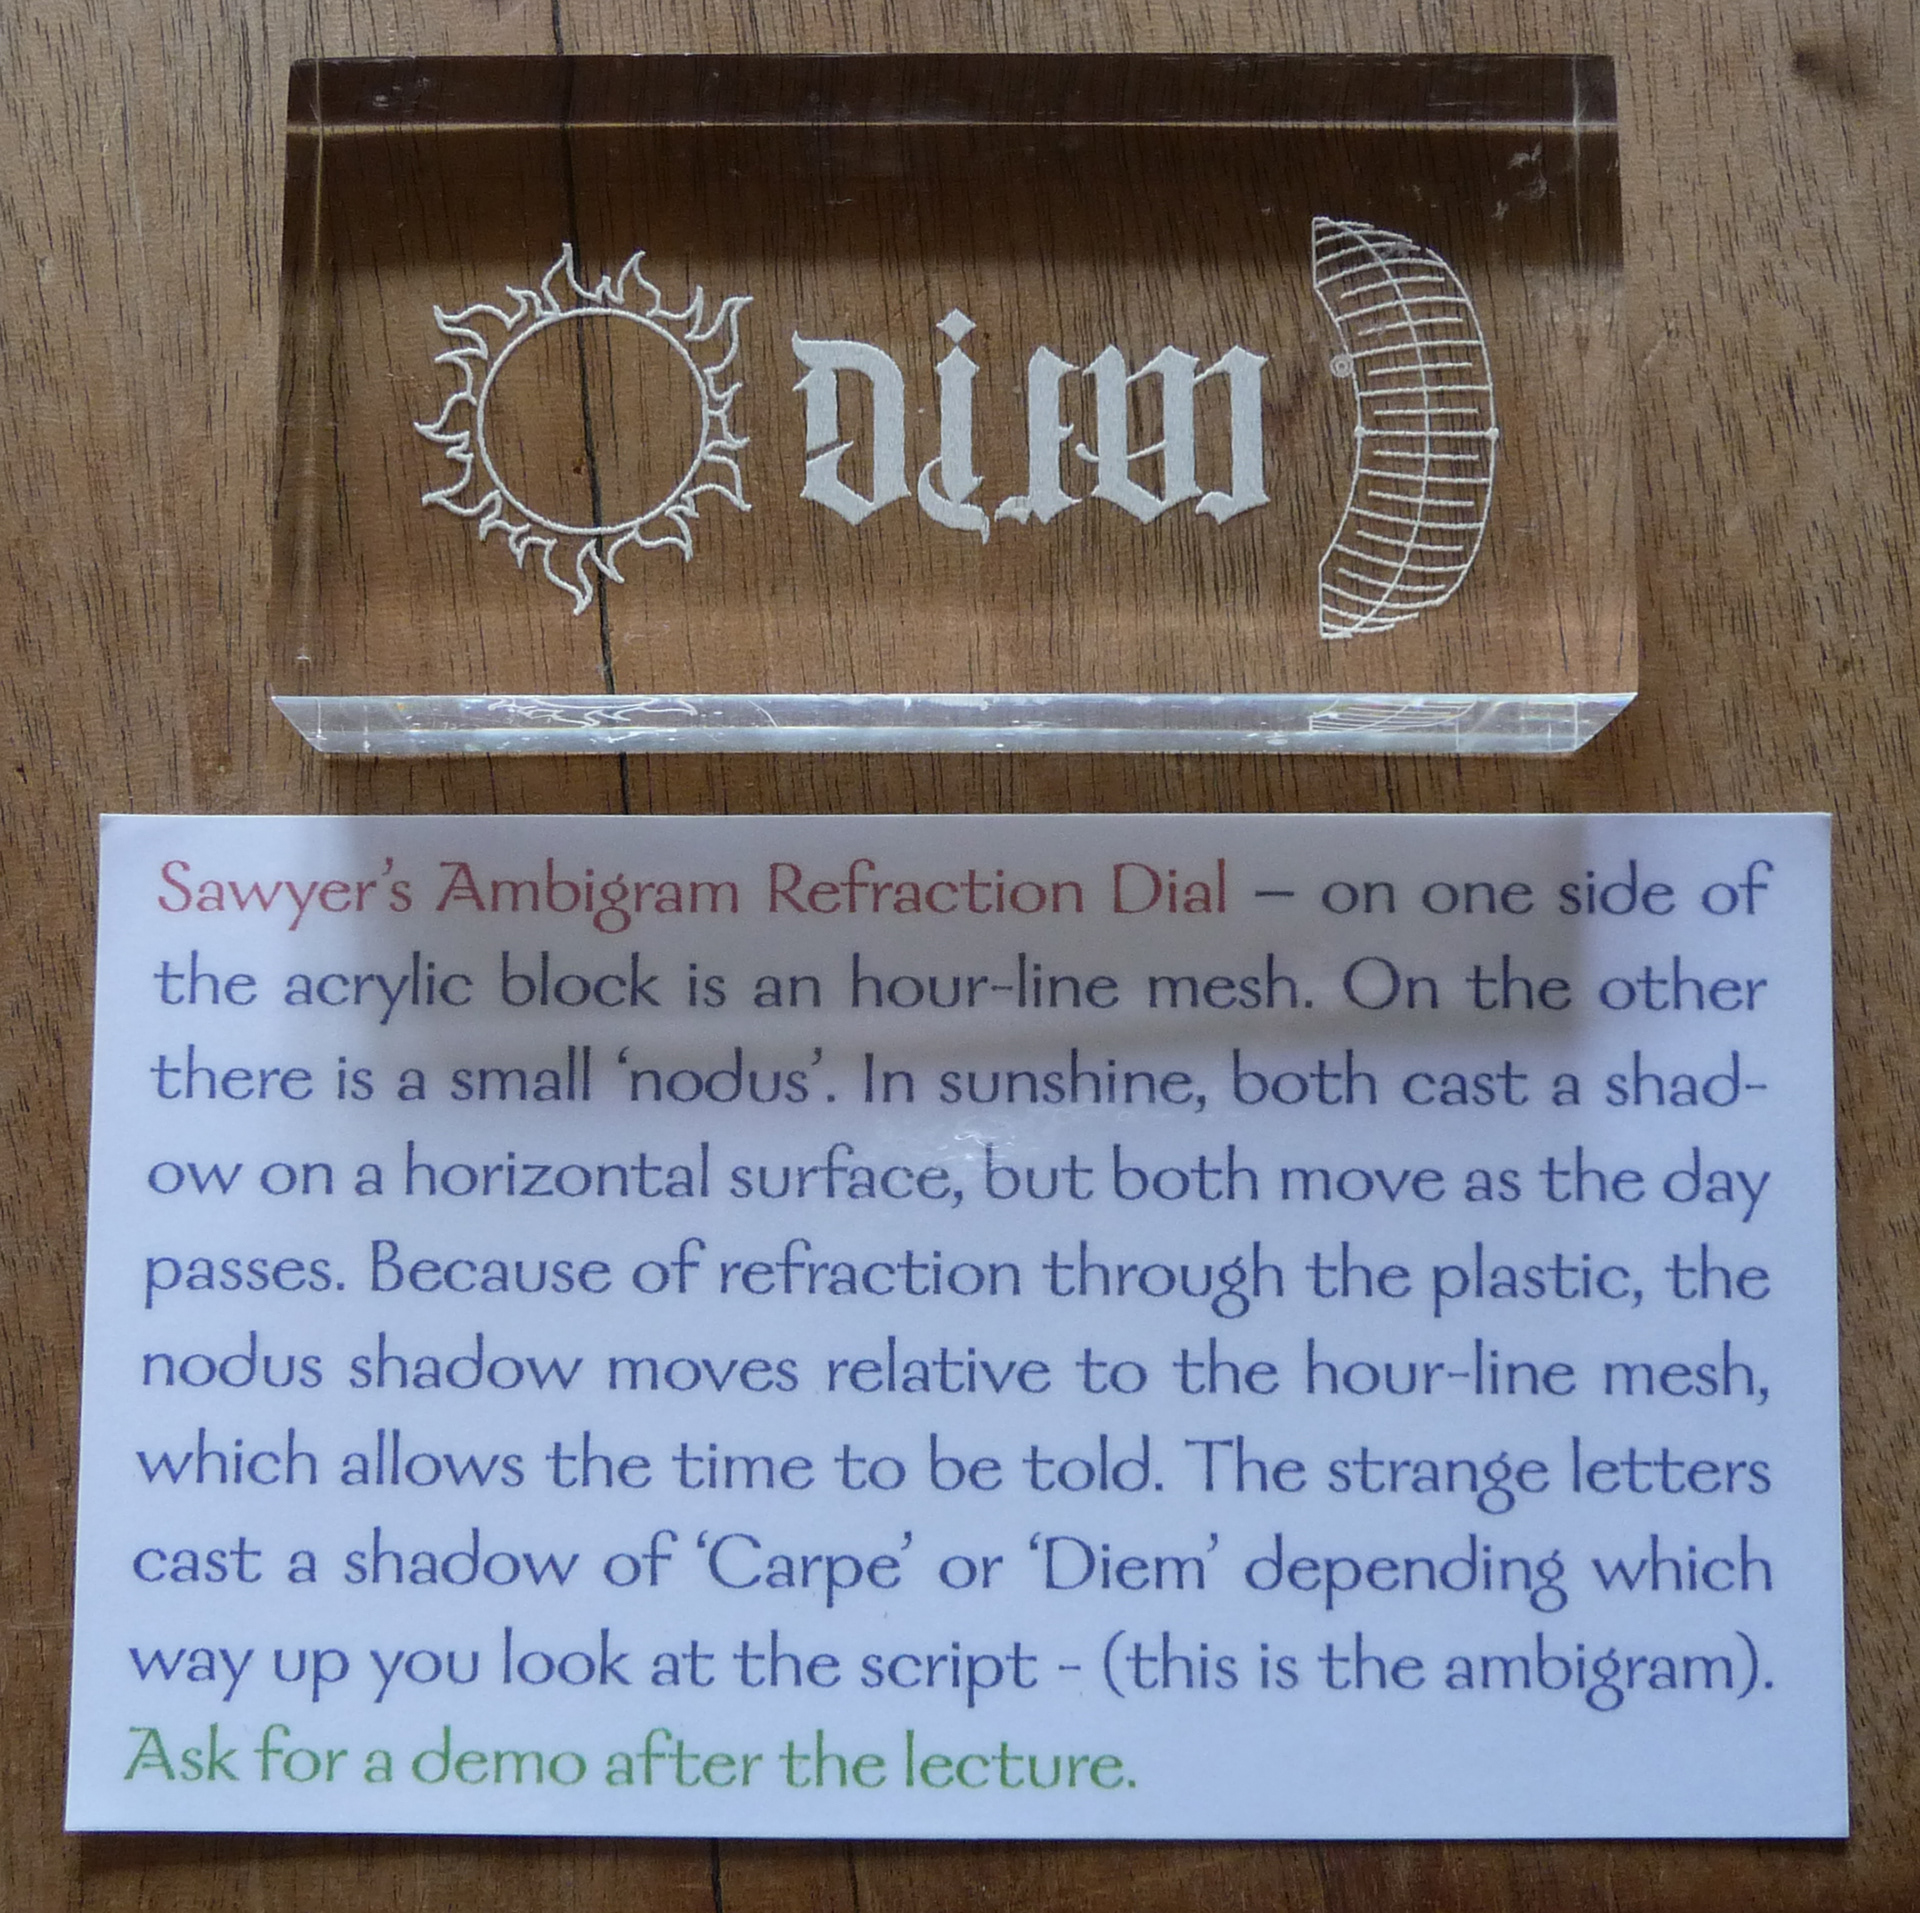 Diem
Sawyer’s Ambigram Refraction Dial – on one side of
the acrylic block is an hour-line mesh. On the other
there is a small ‘nodus’. In sunshine, both cast a shad-
ow on a horizontal surface, but both move as the day
passes. Because of refraction through the plastic, the
nodus shadow moves relative to the hour-line mesh,
which allows the time to be told. The strange letters
cast a shadow of ‘Carpe’ or ‘Diem’ depending which
way up you look at the script - (this is the ambigram).
Ask for a demo after the lecture.